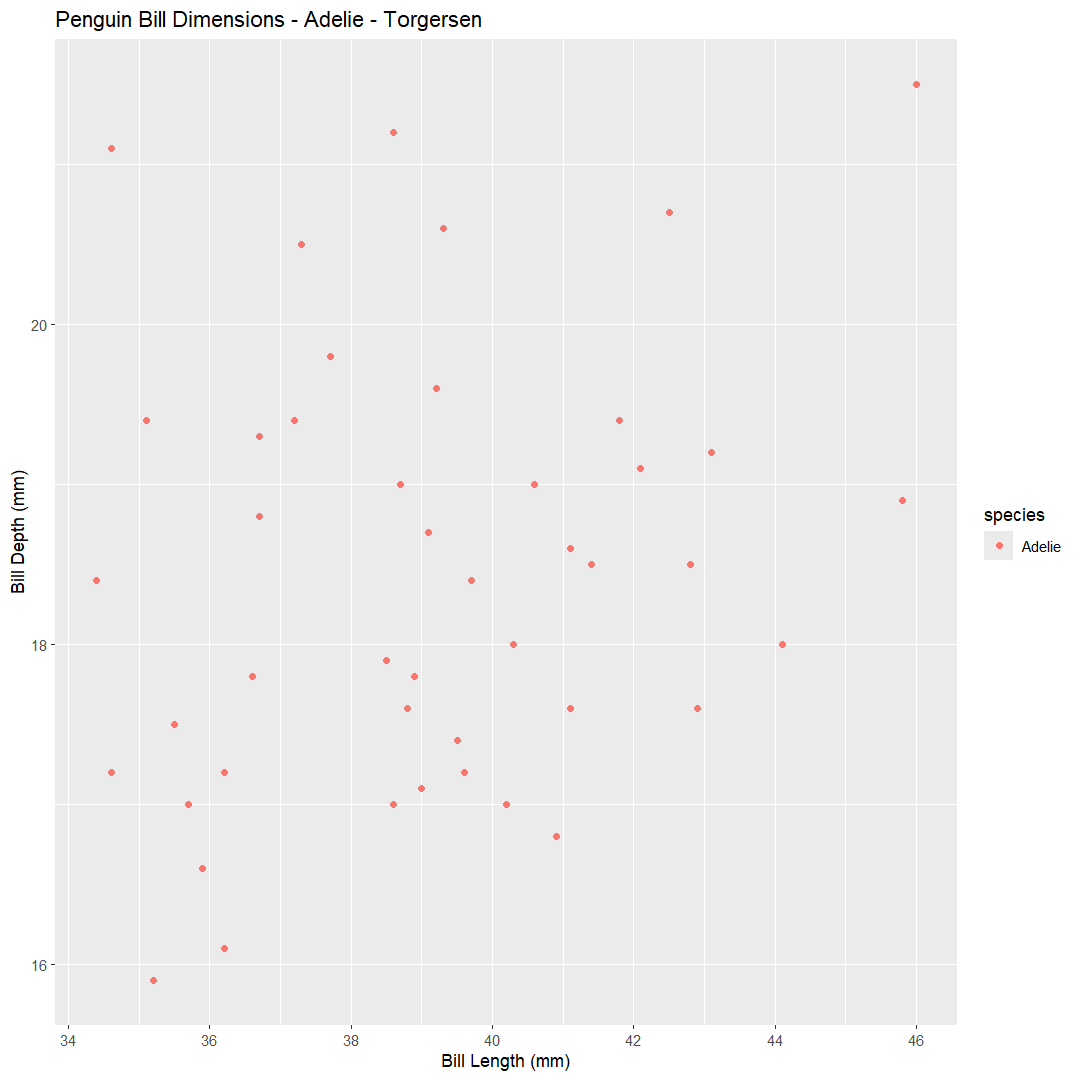 Penguin Bill Dimensions - Adelie - Torgersen
Bill Depth (mm)
20
18
16
34 36 38 40 42 44 46
Bill Length (mm)
species
Adelie